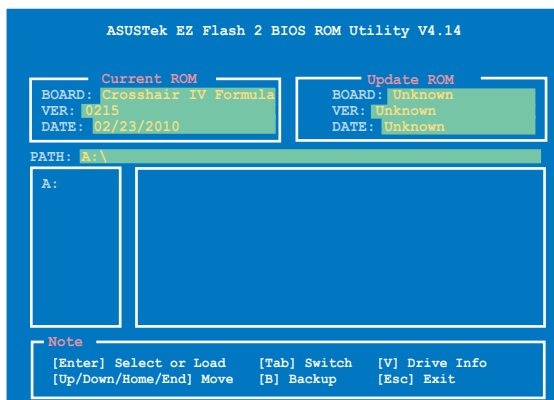 ASUSTek EZ Flash 2 BIOS ROM Utility V4.14
Current ROM
BOARD: Crosshair IV Formula
VER: 0215
DATE: 02/23/2010
Update ROM
BOARD: Unknown
VER: Unknown
DATE: Unknown
PATH: A:\
A:
Note
[Enter] Select or Load [Tab] Switch [V] Drive Info
[Up/Down/Home/End] Move [B] Backup [Esc] Exit